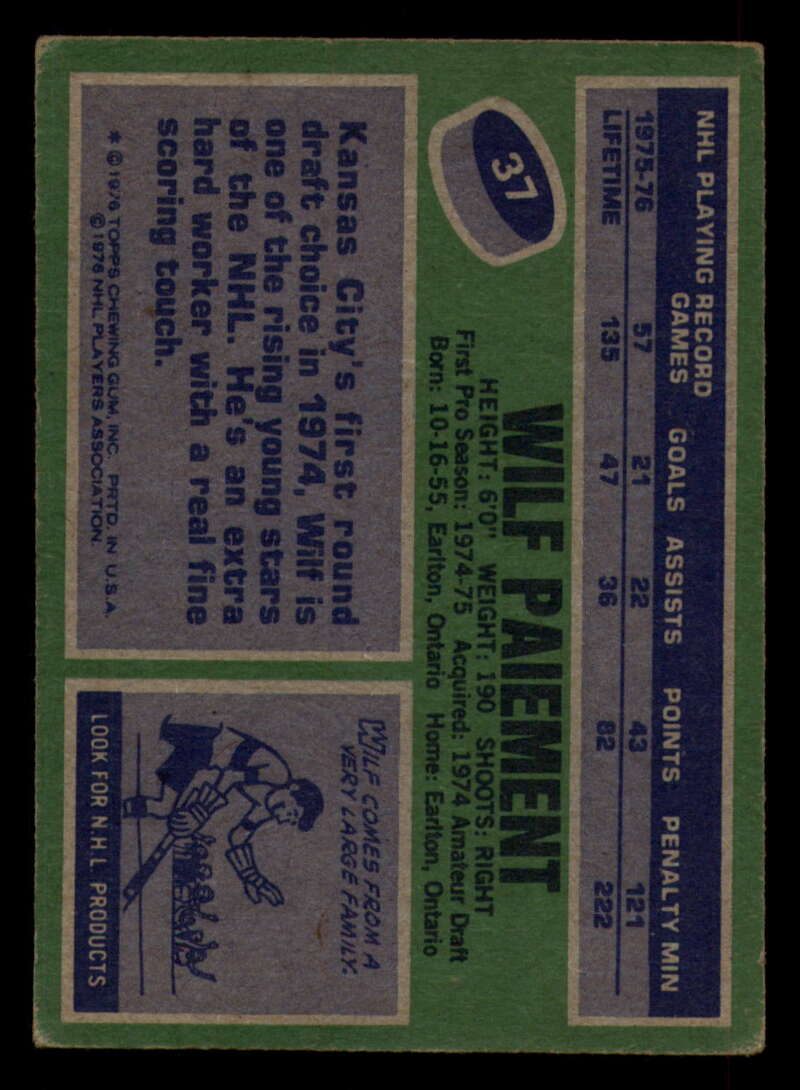 NHL PLAYING RECORD
GAMES GOALS ASSISTS POINTS PENALTY MIN
1975-76 57 21 22 43 121
LIFETIME 135 47 36 82 222
37
WILF PAIEMENT
HEIGHT: 6'0" WEIGHT: 190 SHOOTS: RIGHT
First Pro Season: 1974-75 Acquired: 1974 Amateur Draft
Born: 10-16-55, Earlton, Ontario Home: Earlton, Ontario
Kansas City's first round
draft choice in 1974, Wilf is
one of the rising young stars
of the NHL. He's an extra
hard worker with a real fine
scoring touch.
* © 1976 TOPPS CHEWING GUM, INC. PRTD. IN U.S.A.
© 1976 NHL PLAYERS ASSOCIATION.
WILF COMES FROM A
VERY LARGE FAMILY.
LOOK FOR N.H.L PRODUCTS